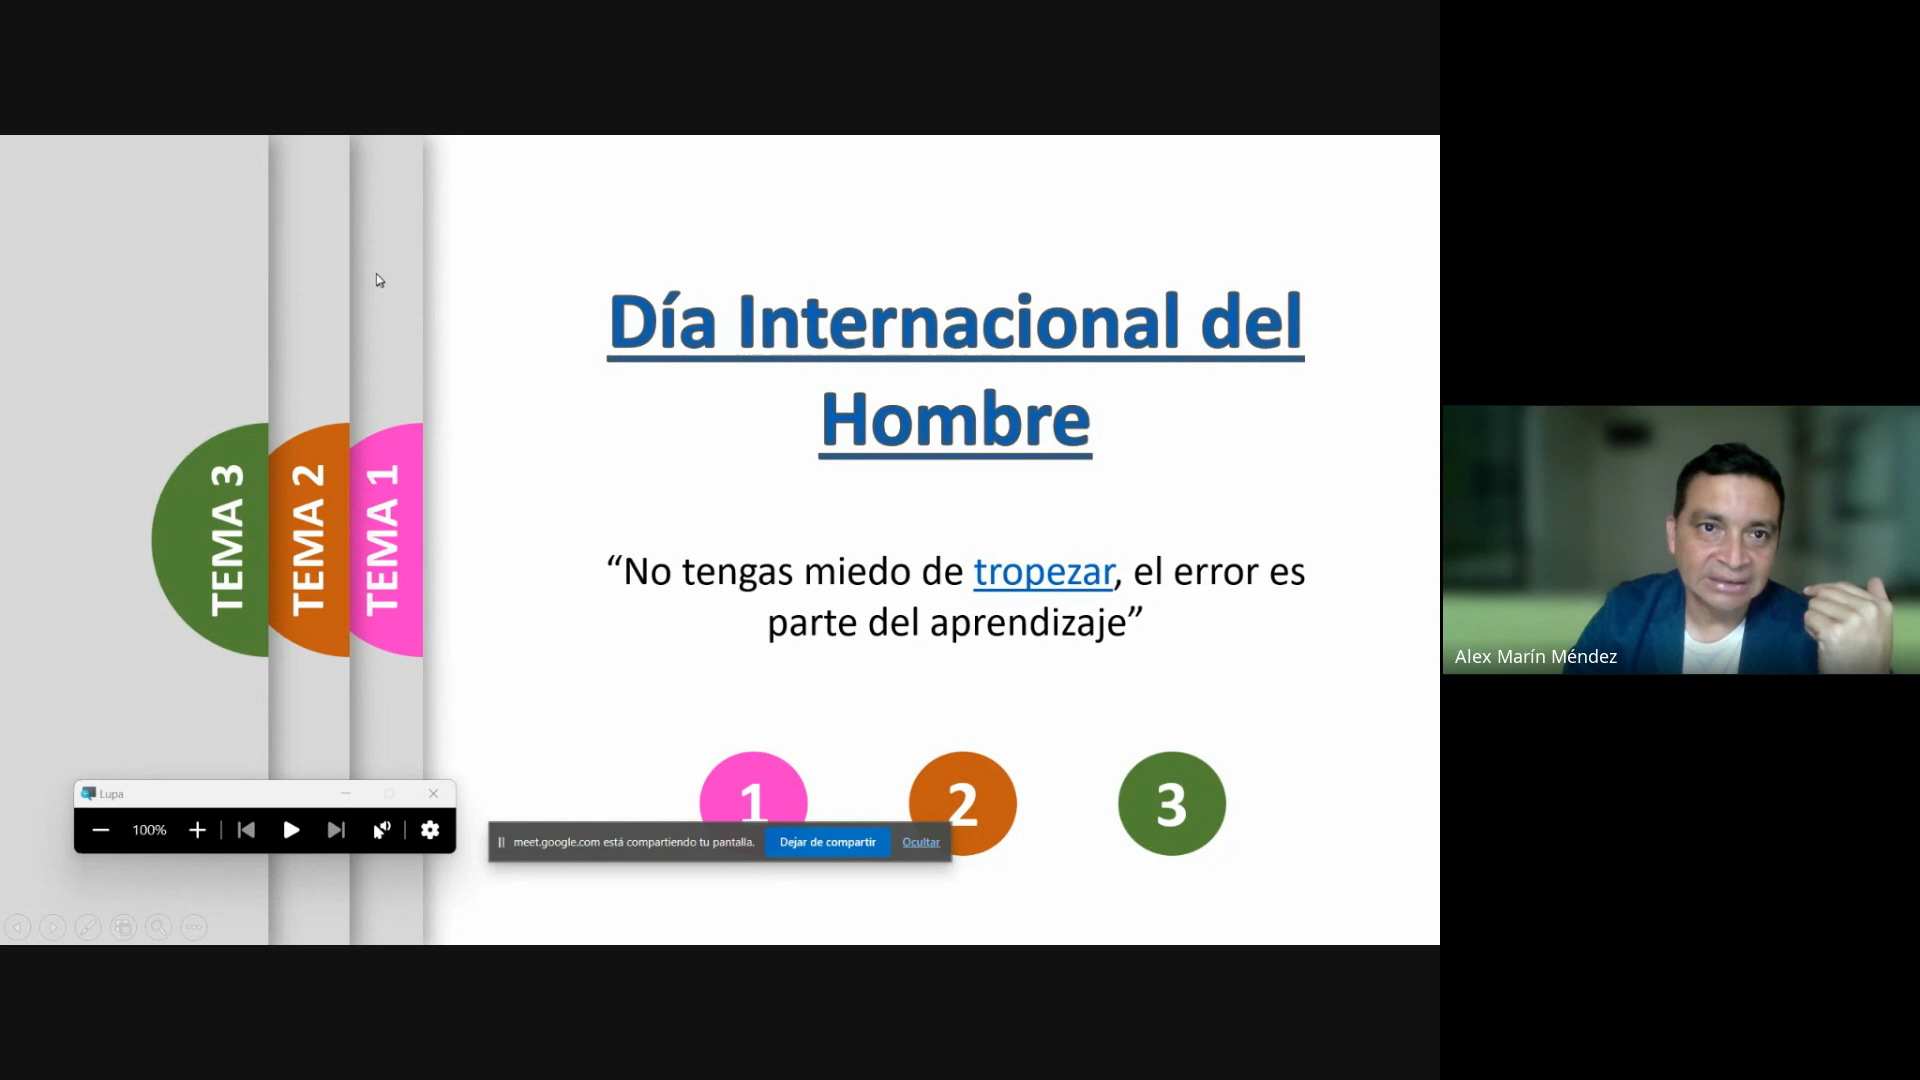 Día Internacional del
Hombre
“No tengas miedo de tropezar, el error es
parte del aprendizaje”
TEMA 3
TEMA 2
TEMA 1
1
2
3
Lupa
100%
meet.google.com está compartiendo tu pantalla.
Dejar de compartir
Ocultar
Alex Marín Méndez